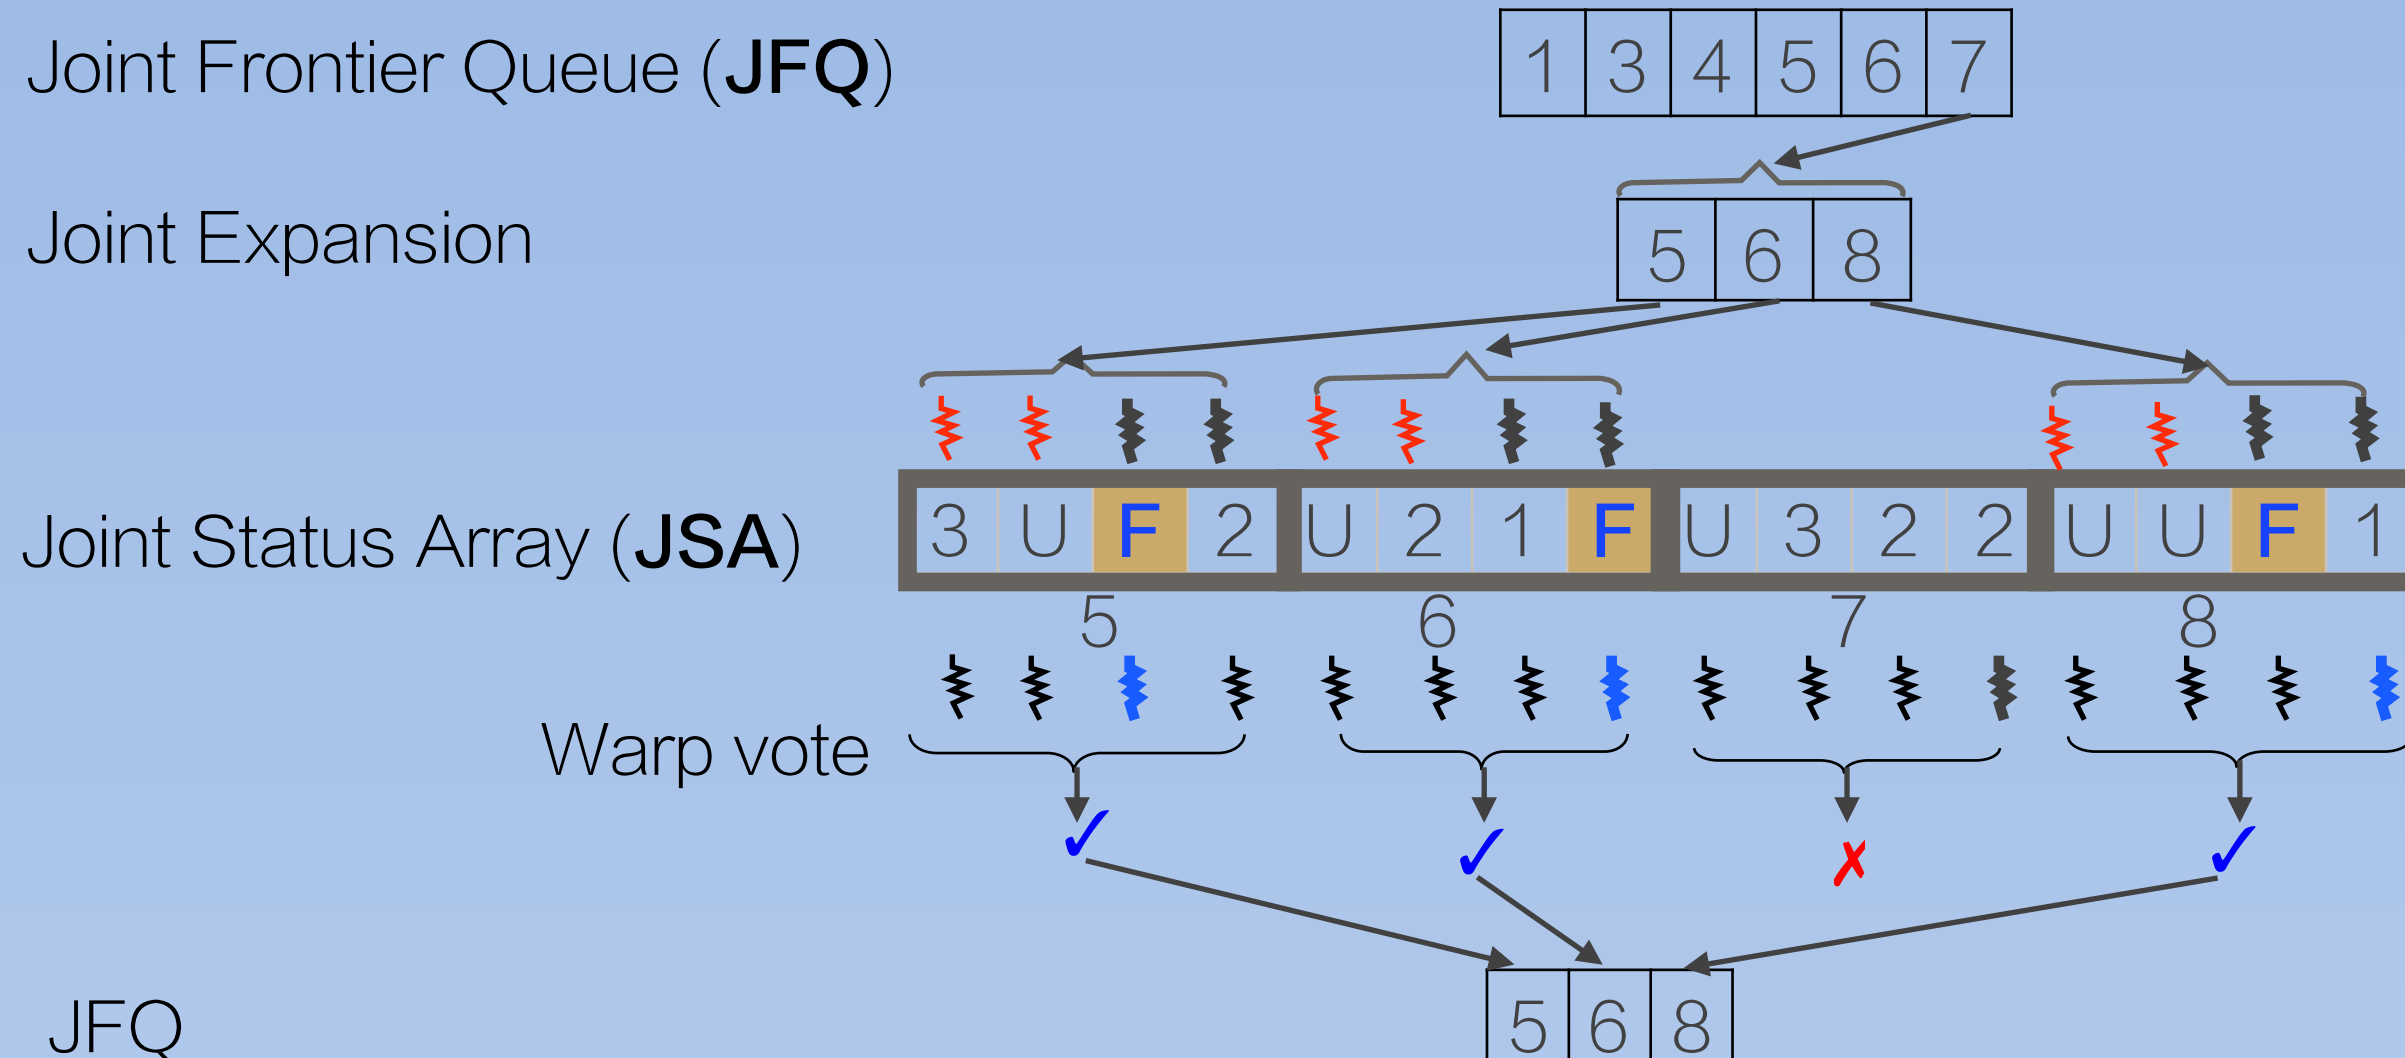 Joint Frontier Queue (JFQ) 1 3 4 5 6 7
Joint Expansion 5 6 8
Joint Status Array (JSA) 3 U F 2 U 2 1 F U 3 2 2 U U F 1
5 6 7 8
Warp vote
✓ ✓ ✗ ✓
JFQ 5 6 8